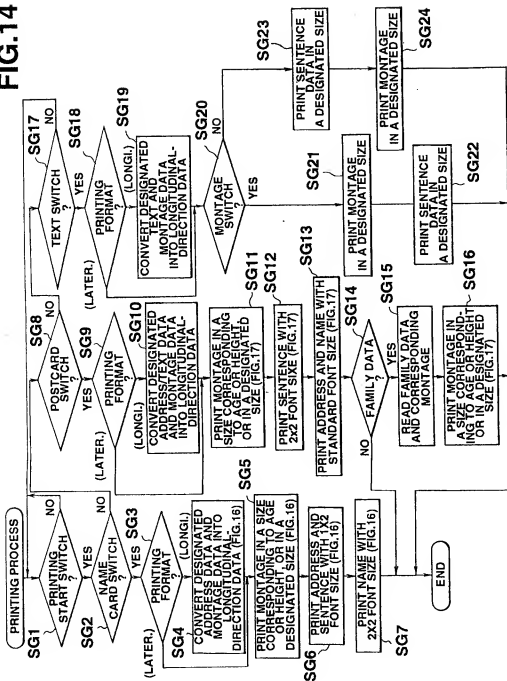 FIG.14
PRINTING PROCESS
SG1
PRINTING
START SWITCH
?
NO
YES
SG2
NAME
CARD SWITCH
?
NO
YES
SG3
PRINTING
FORMAT
?
(LATER.)
(LONGI.)
SG4
CONVERT DESIGNATED
ADDRESS DATA AND
MONTAGE DATA INTO
LONGITUDINAL-
DIRECTION DATA (FIG.16)
SG5
PRINT MONTAGE IN A SIZE
CORRESPONDING TO AGE
OR HEIGHT OR IN A
DESIGNATED SIZE (FIG.16)
SG6
PRINT ADDRESS AND
SENTENCE WITH 1X2
FONT SIZE (FIG.16)
SG7
PRINT NAME WITH
2X2 FONT SIZE (FIG.16)
END
SG8
POSTCARD
SWITCH
?
NO
YES
SG9
PRINTING
FORMAT
?
(LATER.)
(LONGI.)
SG10
CONVERT DESIGNATED
ADDRESS/TEXT DATA
AND MONTAGE DATA
INTO LONGITUDINAL-
DIRECTION DATA
SG11
PRINT MONTAGE IN A
SIZE CORRESPONDING
TO AGE OR HEIGHT
OR IN A DESIGNATED
SIZE (FIG.17)
SG12
PRINT SENTENCE WITH
2x2 FONT SIXE (FIG.17)
SG13
PRINT ADDRESS AND NAME WITH
STANDARD FONT SIZE (FIG.17)
SG14
FAMILY DATA
?
NO
YES
SG15
READ FAMILY DATA
AND CORRESPONDING
MONTAGE
SG16
PRINT MONTAGE IN
A SIZE CORRESPOND-
ING TO AGE OR HEIGHT
OR IN A DESIGNATED
SIZE (FIG.17)
SG17
TEXT SWITCH
?
NO
YES
SG18
PRINTING
FORMAT
?
(LATER.)
(LONGI.)
SG19
CONVERT DESIGNATED
TEXT AND
MONTAGE DATA
INTO LONGITUDINAL-
DIRECTION DATA
SG20
MONTAGE
SWITCH
?
NO
YES
SG21
PRINT MONTAGE
IN A DESIGNATED SIZE
SG22
PRINT SENTENCE
DATA IN
A DESIGNATED SIZE
SG23
PRINT SENTENCE
DATA IN
A DESIGNATED SIZE
SG24
PRINT MONTAGE
IN A DESIGNATED SIZE